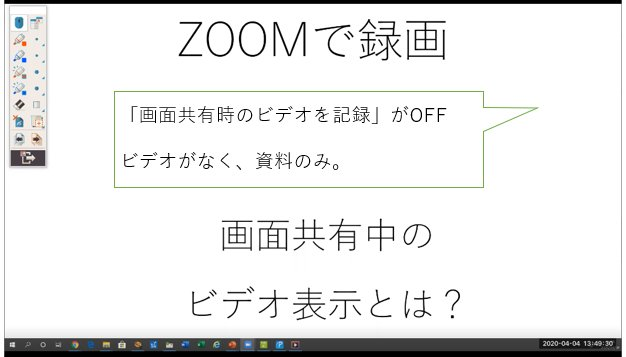 ZOOMで録画
「画面共有時のビデオを記録」がOFF
ビデオがなく、資料のみ。
画面共有中の
ビデオ表示とは？
2020-04-04 13:49:30